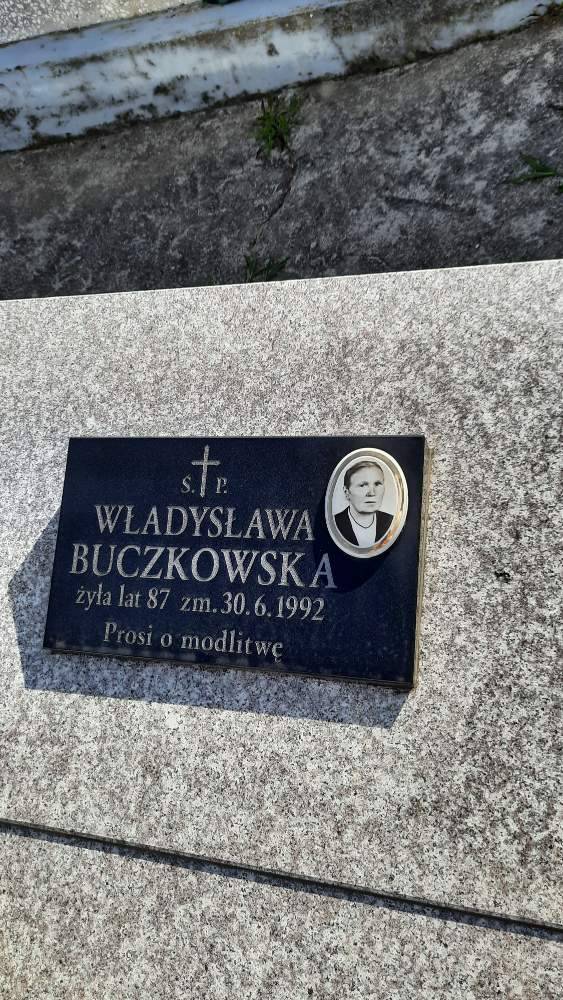 Ś. P.
WŁADYSŁAWA
BUCZKOWSKA
żyła lat 87 zm. 30. 6. 1992
Prosi o modlitwę